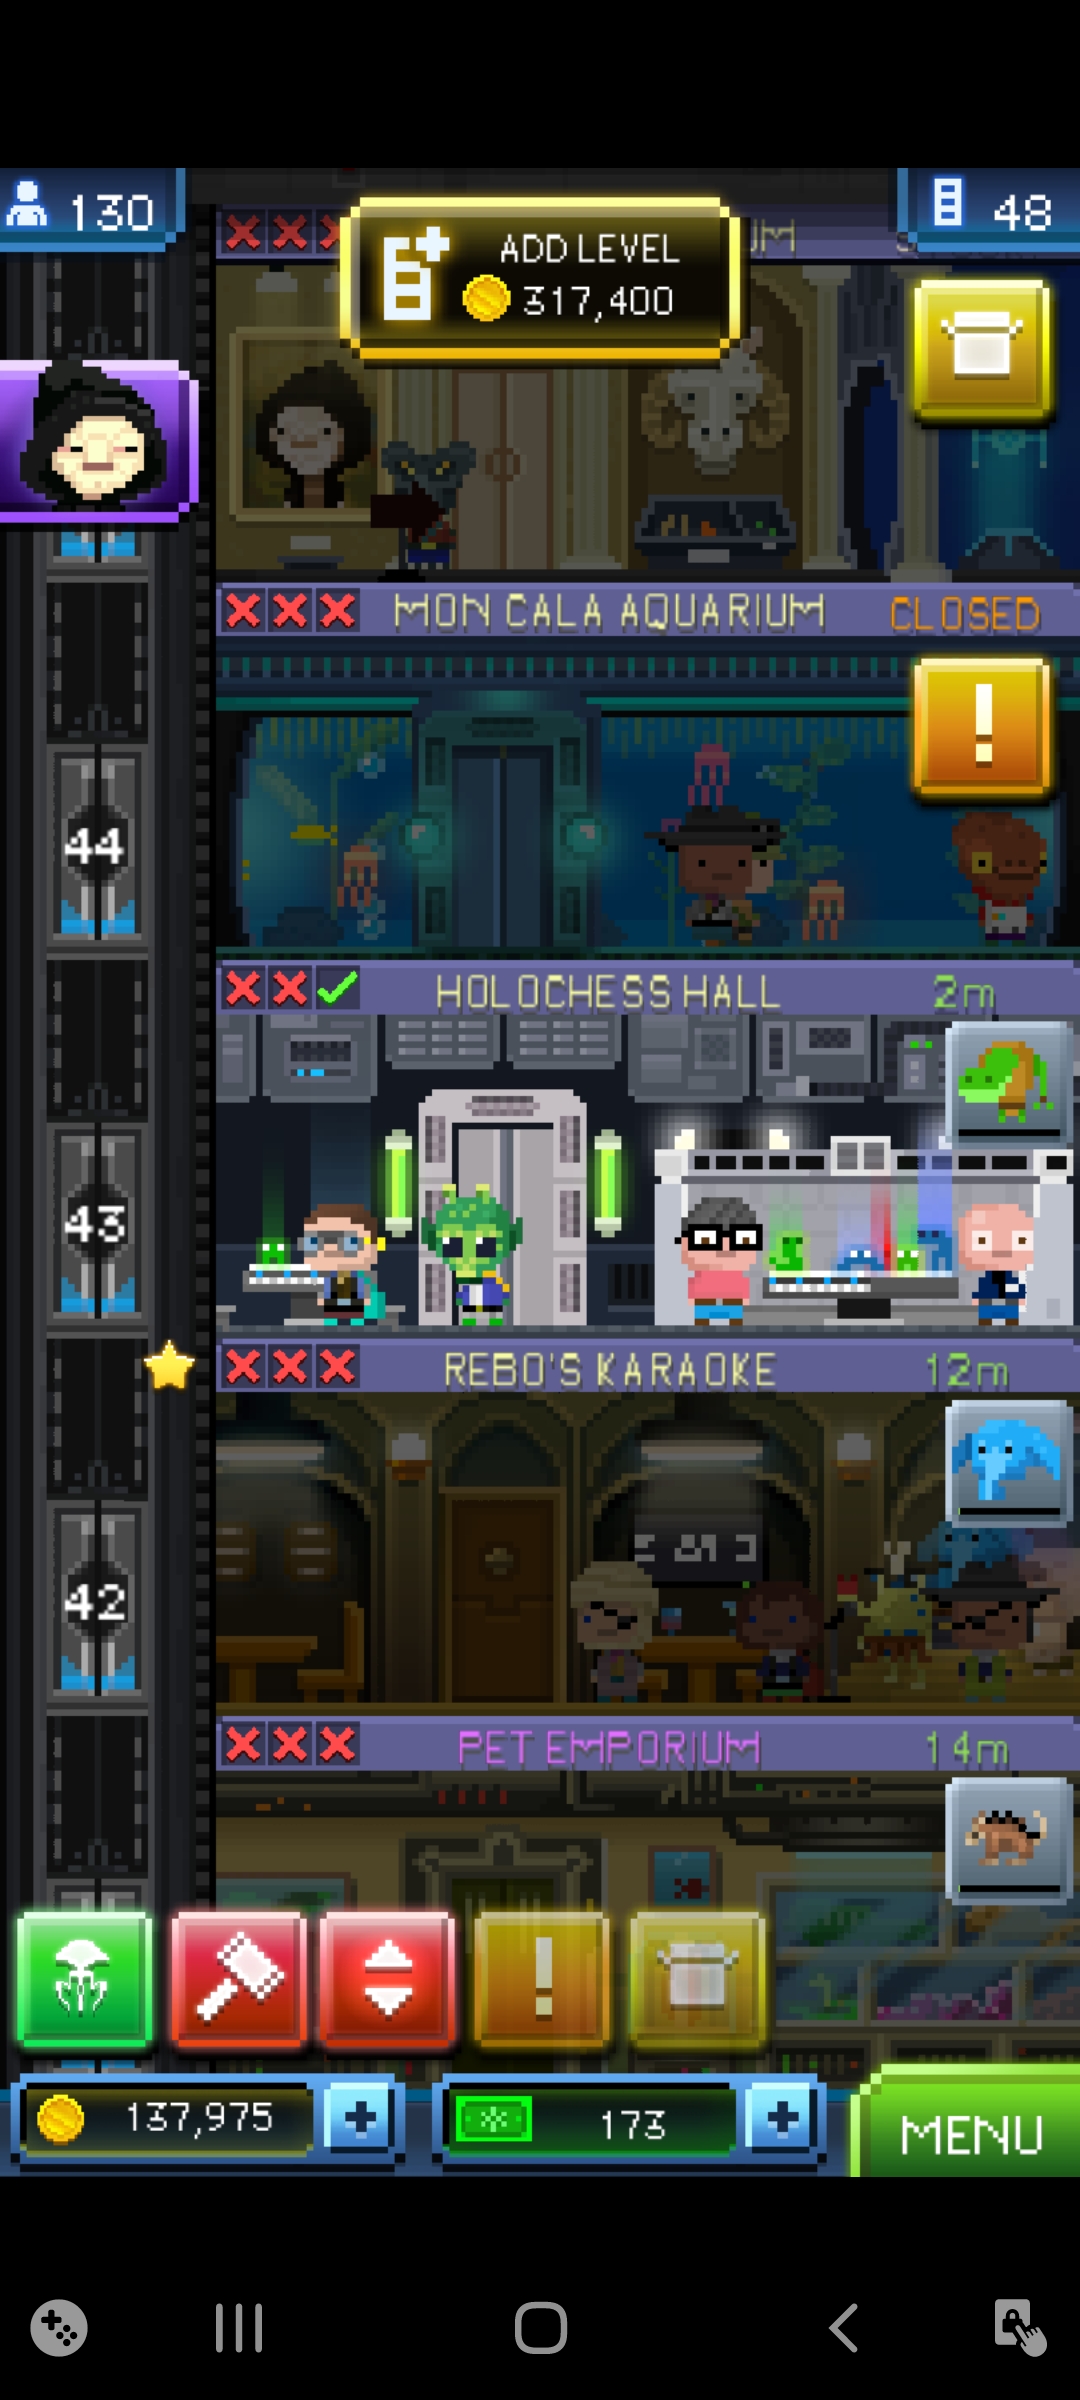 130
ADD LEVEL
317,400
48
MON CALA AQUARIUM
CLOSED
!
44
HOLOCHESS HALL
2m
43
REBO'S KARAOKE
12m
42
PET EMPORIUM
14m
!
137,975
173
MENU